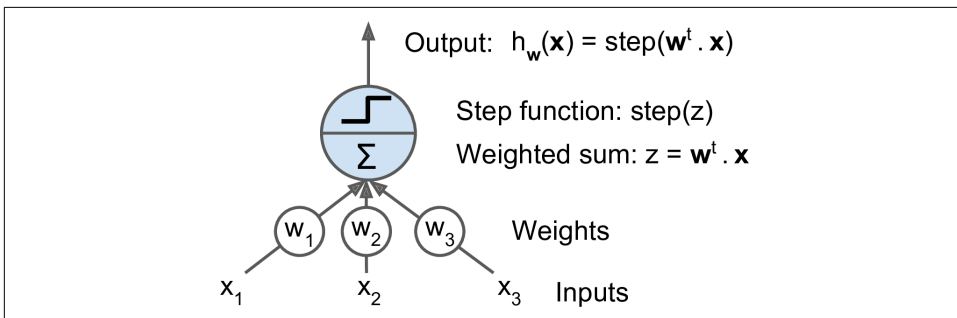 Output: h_w(x) = step(w^t . x)
Step function: step(z)
Σ
Weighted sum: z = w^t . x
w_1 w_2 w_3 Weights
x_1 x_2 x_3 Inputs